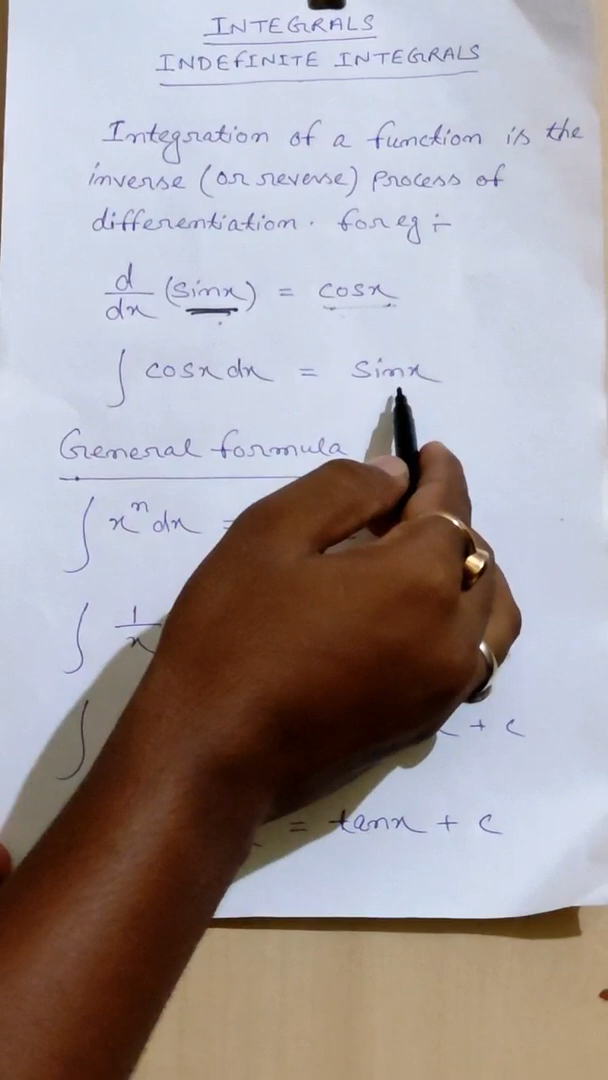 INTEGRALS
INDEFINITE INTEGRALS
Integration of a function is the
inverse (or reverse) process of
differentiation. for eg :-
d/dx (sinx) = cosx
∫ cosx dx = sinx
General formula
∫ x^n dx =
∫ 1/x
∫ + c
= tanx + c